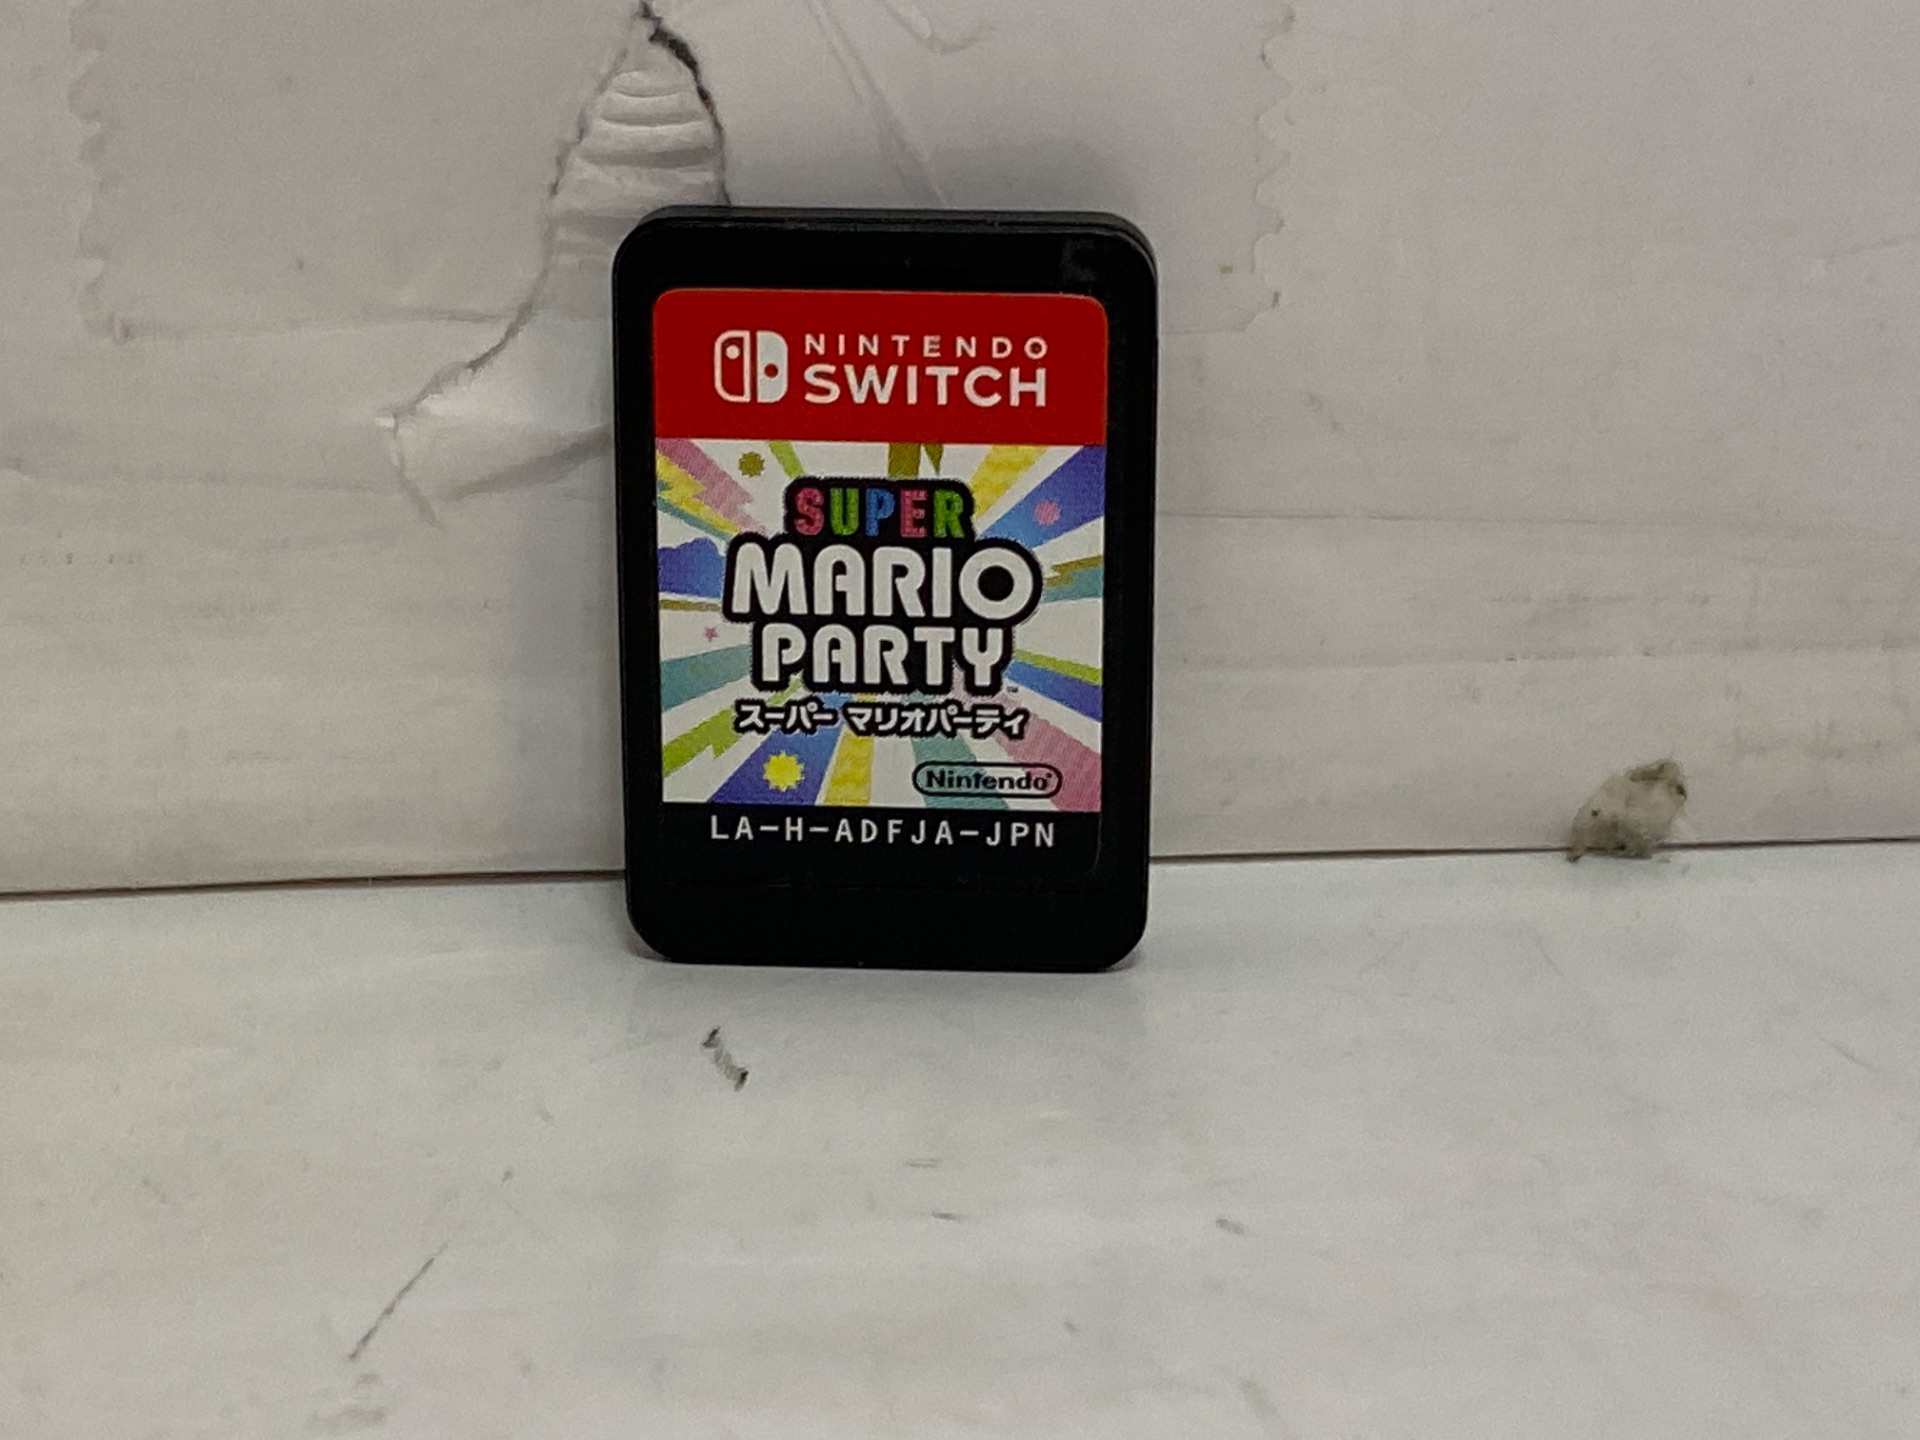 NINTENDO
SWITCH
SUPER
MARIO
PARTY™
スーパー マリオパーティ
Nintendo®
LA-H-ADFJA-JPN